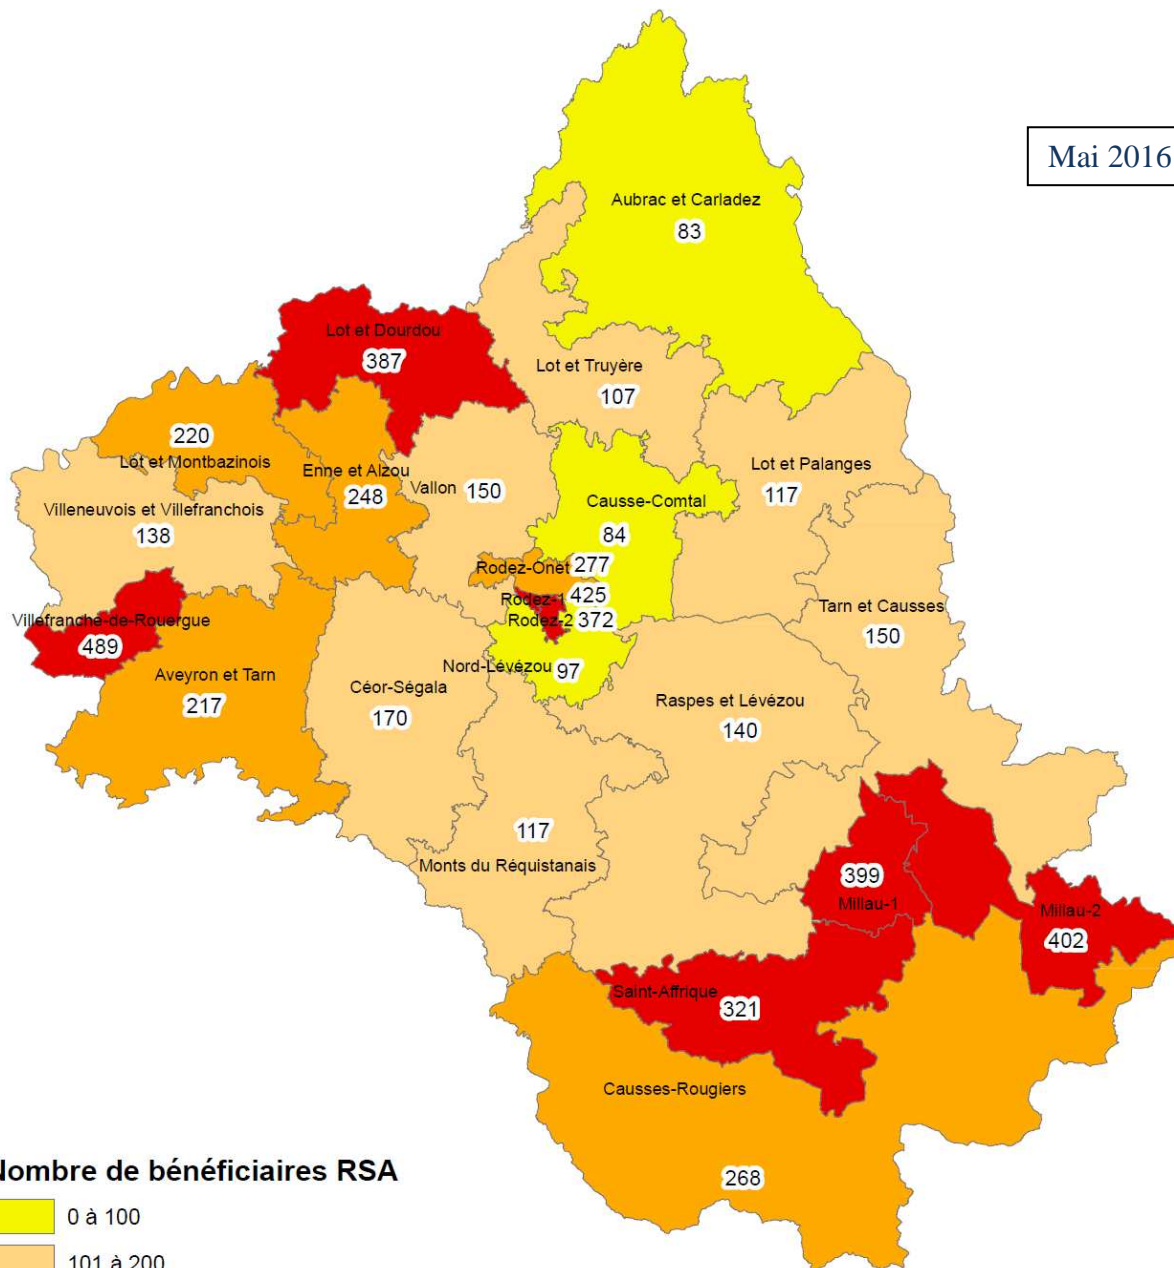 Mai 2016
Aubrac et Carladez
83
Lot et Dourdou
387
Lot et Truyère
107
220
Lot et Montbazinois
Enne et Alzou
248
Vallon 150
Lot et Palanges
117
Causse-Comtal
84
Villeneuvois et Villefranchois
138
Rodez-Onet 277
Rodez-1 425
Rodez-2 372
Tarn et Causses
150
Villefranche-de-Rouergue
489
Nord-Lévézou 97
Aveyron et Tarn
217
Céor-Ségala
170
Raspes et Lévézou
140
117
Monts du Réquistanais
399
Millau-1
Millau-2
402
Saint-Affrique
321
Causses-Rougiers
268
Nombre de bénéficiaires RSA
0 à 100
101 à 200